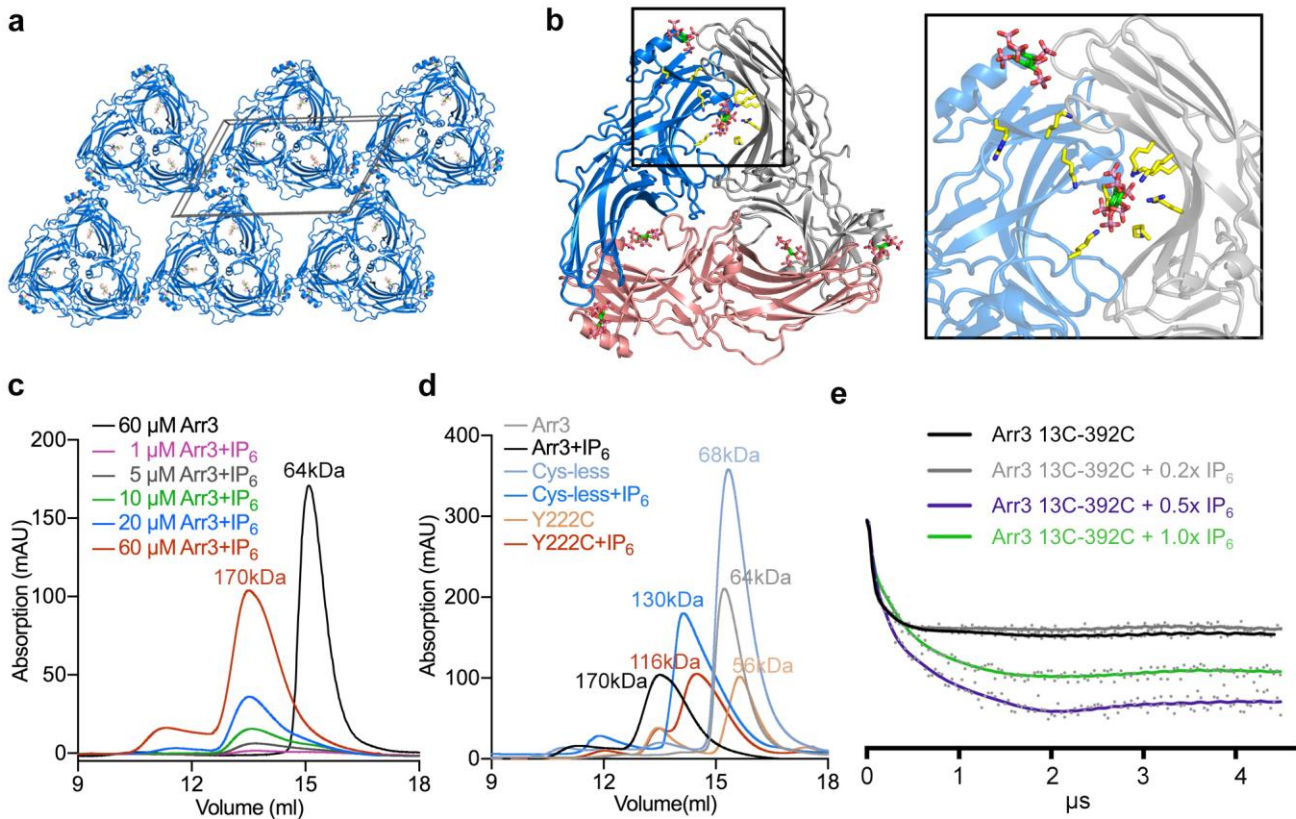 a
b
c
60 µM Arr3
1 µM Arr3+IP6
5 µM Arr3+IP6
10 µM Arr3+IP6
20 µM Arr3+IP6
60 µM Arr3+IP6
64kDa
170kDa
Absorption (mAU)
200
150
100
50
0
9 12 15 18
Volume (ml)
d
Arr3
Arr3+IP6
Cys-less
Cys-less+IP6
Y222C
Y222C+IP6
68kDa
64kDa
130kDa
116kDa
56kDa
170kDa
Absorption (mAU)
400
300
200
100
0
9 12 15 18
Volume(ml)
e
Arr3 13C-392C
Arr3 13C-392C + 0.2x IP6
Arr3 13C-392C + 0.5x IP6
Arr3 13C-392C + 1.0x IP6
0 1 2 3 4
µs